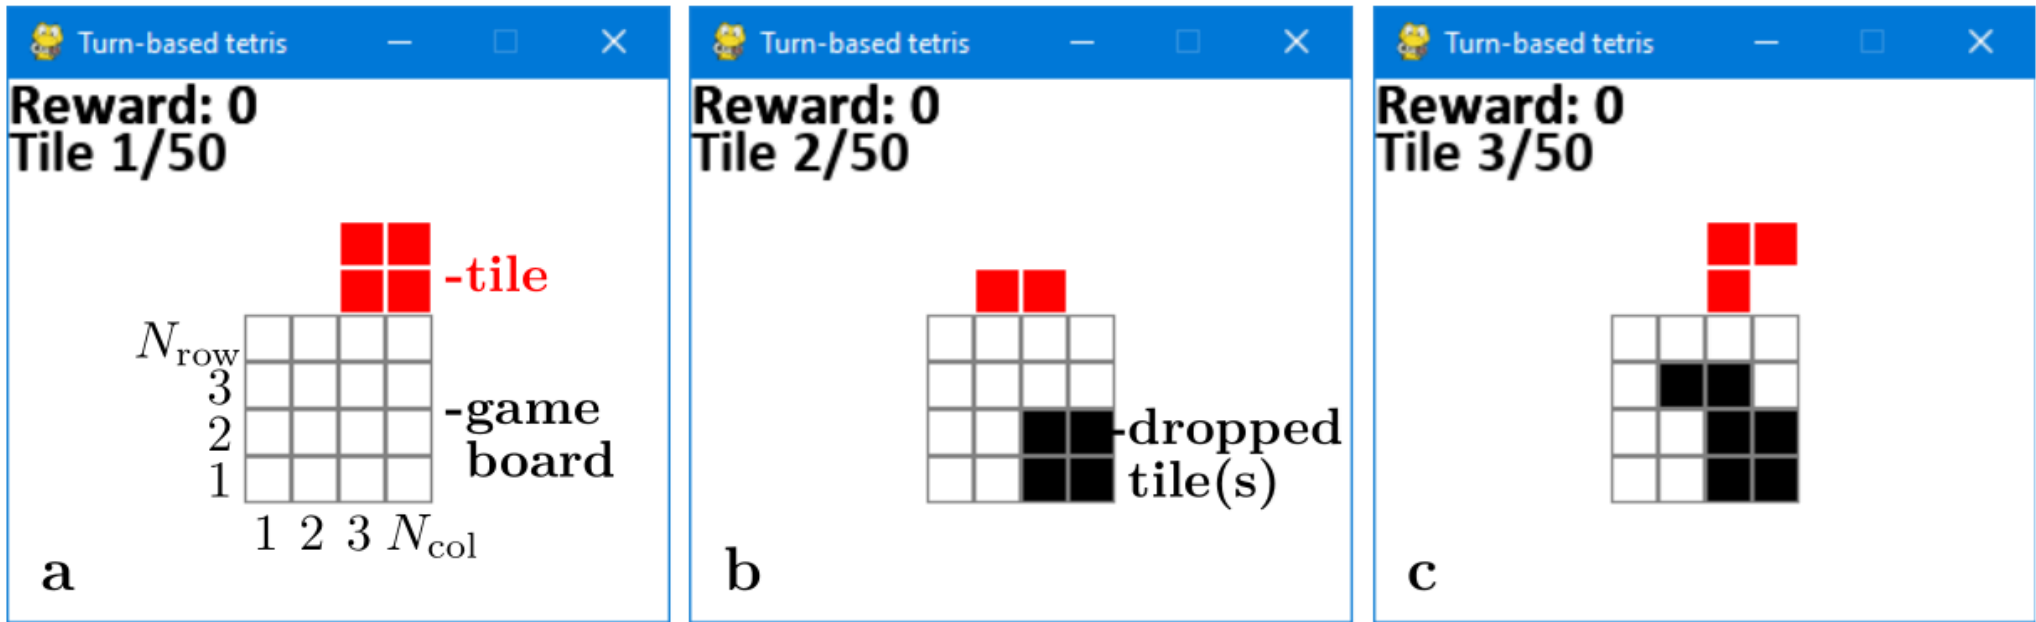 Turn-based tetris
Reward: 0
Tile 1/50
-tile
N_row
3
2
1
-game
board
1 2 3 N_col
a
Turn-based tetris
Reward: 0
Tile 2/50
-dropped
tile(s)
b
Turn-based tetris
Reward: 0
Tile 3/50
c